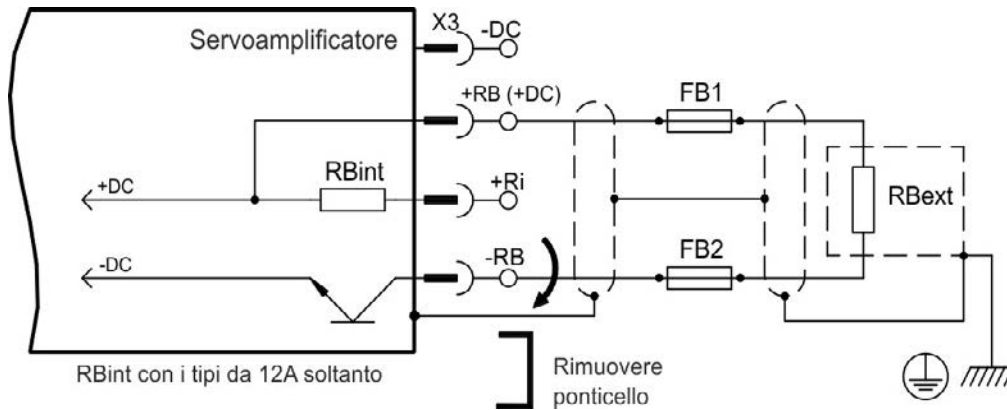 Servoamplificatore
X3
-DC
+RB (+DC)
FB1
+DC
RBint
+Ri
RBext
-DC
-RB
FB2
RBint con i tipi da 12A soltanto
Rimuovere
ponticello